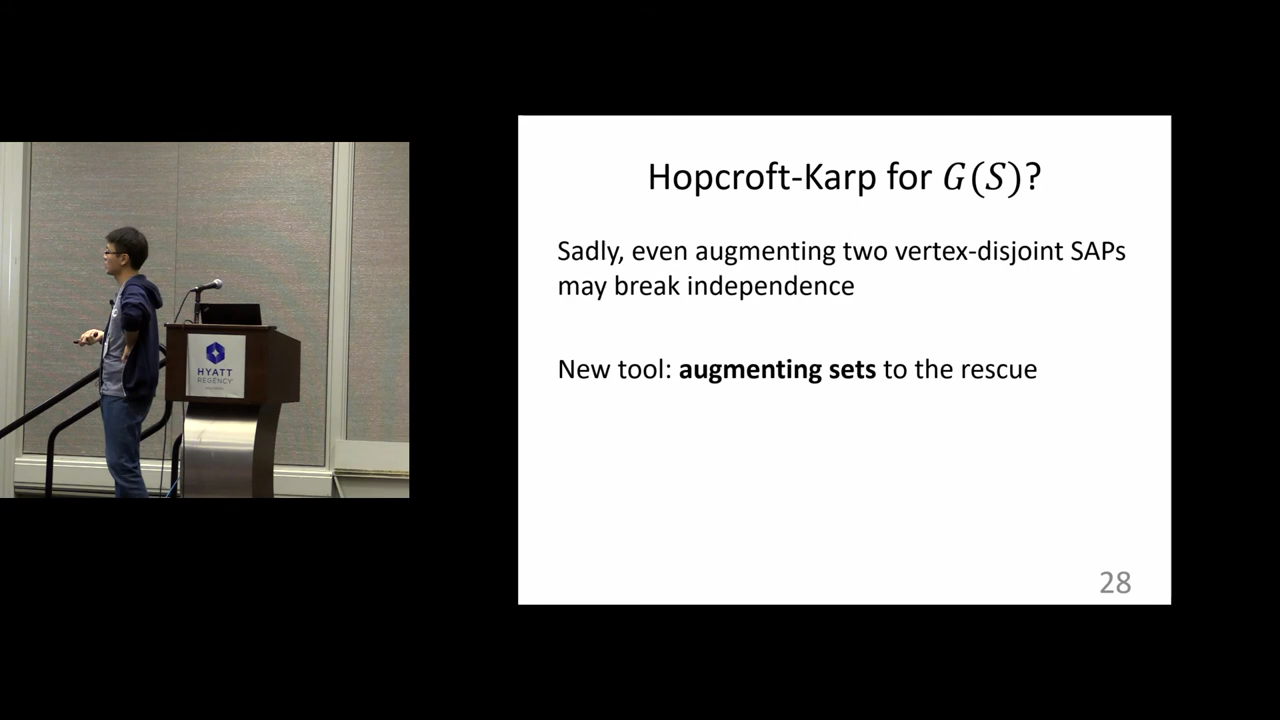 Hopcroft-Karp for G(S)?
Sadly, even augmenting two vertex-disjoint SAPs
may break independence
New tool: augmenting sets to the rescue
28
HYATT
REGENCY